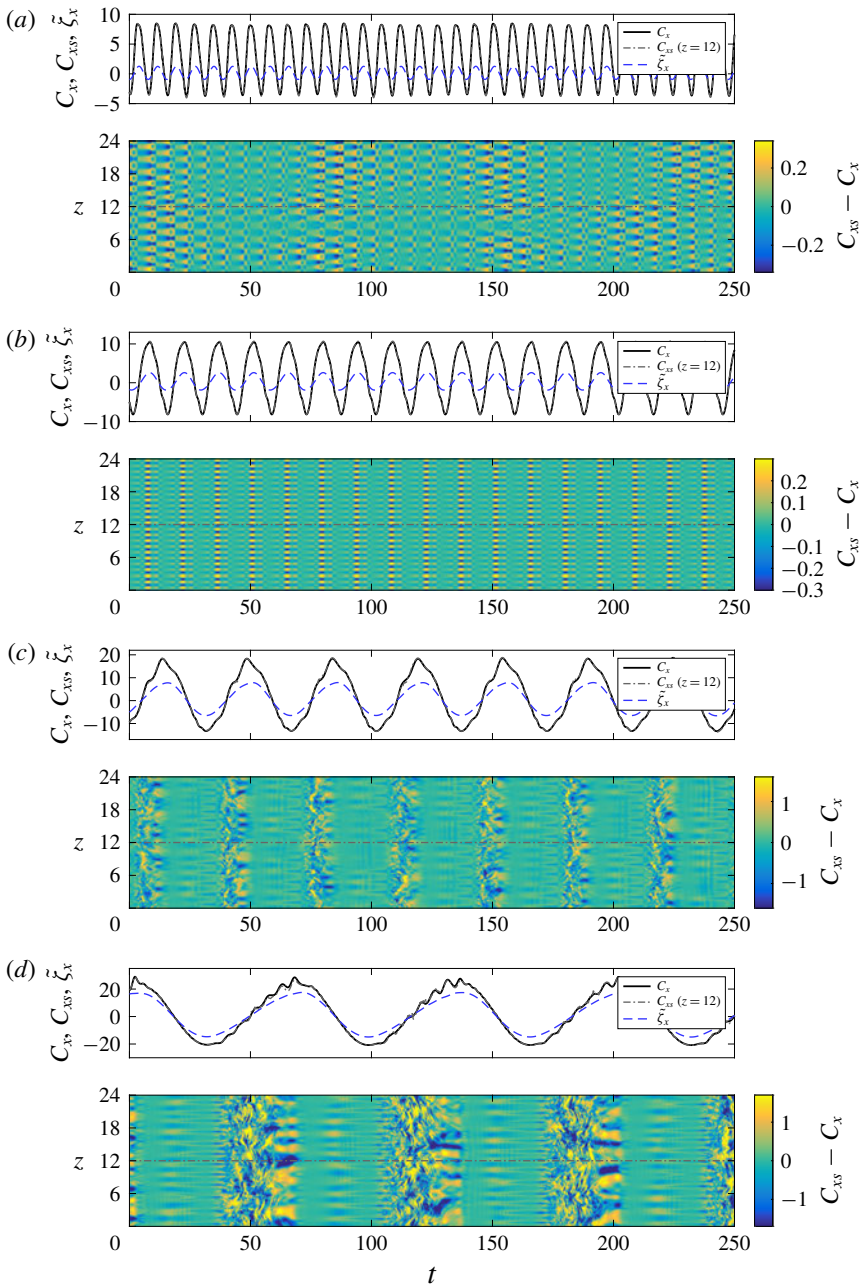 (a)
C_x, C_xs, ζ̃_x
10
5
0
−5
C_x
C_xs (z = 12)
ζ̃_x
24
18
z 12
6
0 50 100 150 200 250
0.2
0
−0.2
C_xs − C_x
(b)
C_x, C_xs, ζ̃_x
10
0
−10
C_x
C_xs (z = 12)
ζ̃_x
24
18
z 12
6
0 50 100 150 200 250
0.2
0.1
0
−0.1
−0.2
−0.3
C_xs − C_x
(c)
C_x, C_xs, ζ̃_x
20
10
0
−10
C_x
C_xs (z = 12)
ζ̃_x
24
18
z 12
6
0 50 100 150 200 250
1
0
−1
C_xs − C_x
(d)
C_x, C_xs, ζ̃_x
20
0
−20
C_x
C_xs (z = 12)
ζ̃_x
24
18
z 12
6
0 50 100 150 200 250
1
0
−1
C_xs − C_x
t